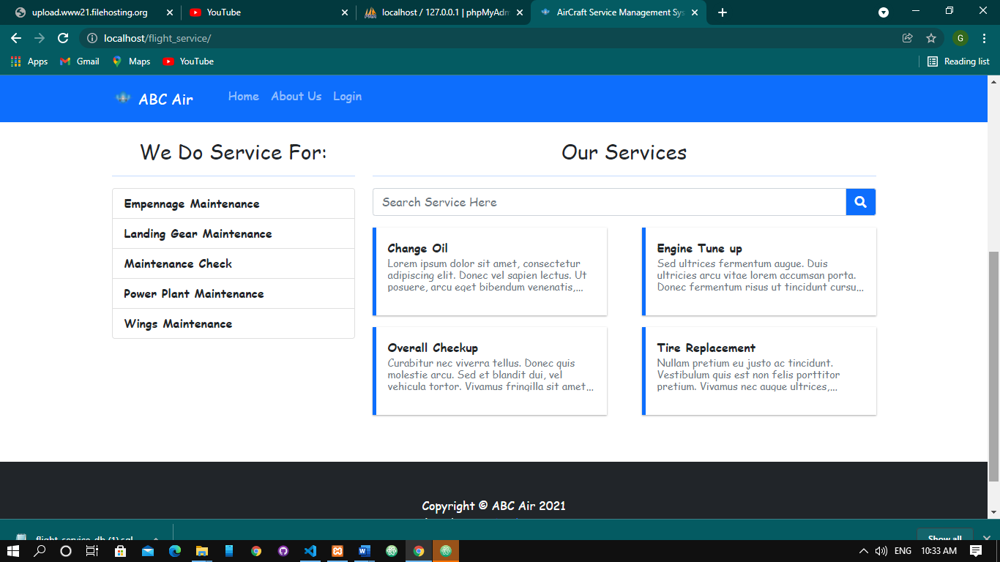 upload.www21.filehosting.org
YouTube
localhost / 127.0.0.1 | phpMyAdm
AirCraft Service Management Sys
localhost/flight_service/
G
Apps
Gmail
Maps
YouTube
Reading list
ABC Air
Home
About Us
Login
We Do Service For:
Empennage Maintenance
Landing Gear Maintenance
Maintenance Check
Power Plant Maintenance
Wings Maintenance
Our Services
Search Service Here
Change Oil
Lorem ipsum dolor sit amet, consectetur
adipiscing elit. Donec vel sapien lectus. Ut
posuere, arcu eget bibendum venenatis,...
Engine Tune up
Sed ultrices fermentum augue. Duis
ultricies arcu vitae lorem accumsan porta.
Donec fermentum risus ut tincidunt cursu...
Overall Checkup
Curabitur nec viverra tellus. Donec quis
molestie arcu. Sed et blandit dui, vel
vehicula tortor. Vivamus fringilla sit amet...
Tire Replacement
Nullam pretium eu justo ac tincidunt.
Vestibulum quis est non felis porttitor
pretium. Vivamus nec augue ultrices,...
Copyright © ABC Air 2021
flight_service_db (1).sql
Show all
ENG
10:33 AM